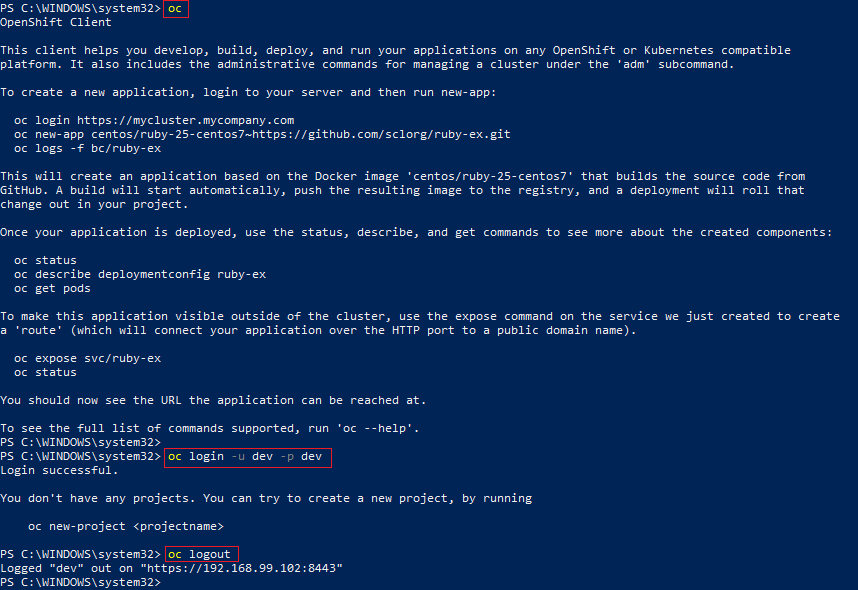 PS C:\WINDOWS\system32> oc
OpenShift Client
This client helps you develop, build, deploy, and run your applications on any OpenShift or Kubernetes compatible
platform. It also includes the administrative commands for managing a cluster under the 'adm' subcommand.
To create a new application, login to your server and then run new-app:
oc login https://mycluster.mycompany.com
oc new-app centos/ruby-25-centos7~https://github.com/sclorg/ruby-ex.git
oc logs -f bc/ruby-ex
This will create an application based on the Docker image 'centos/ruby-25-centos7' that builds the source code from
GitHub. A build will start automatically, push the resulting image to the registry, and a deployment will roll that
change out in your project.
Once your application is deployed, use the status, describe, and get commands to see more about the created components:
oc status
oc describe deploymentconfig ruby-ex
oc get pods
To make this application visible outside of the cluster, use the expose command on the service we just created to create
a 'route' (which will connect your application over the HTTP port to a public domain name).
oc expose svc/ruby-ex
oc status
You should now see the URL the application can be reached at.
To see the full list of commands supported, run 'oc --help'.
PS C:\WINDOWS\system32>
PS C:\WINDOWS\system32> oc login -u dev -p dev
Login successful.
You don't have any projects. You can try to create a new project, by running
oc new-project <projectname>
PS C:\WINDOWS\system32> oc logout
Logged "dev" out on "https://192.168.99.102:8443"
PS C:\WINDOWS\system32>